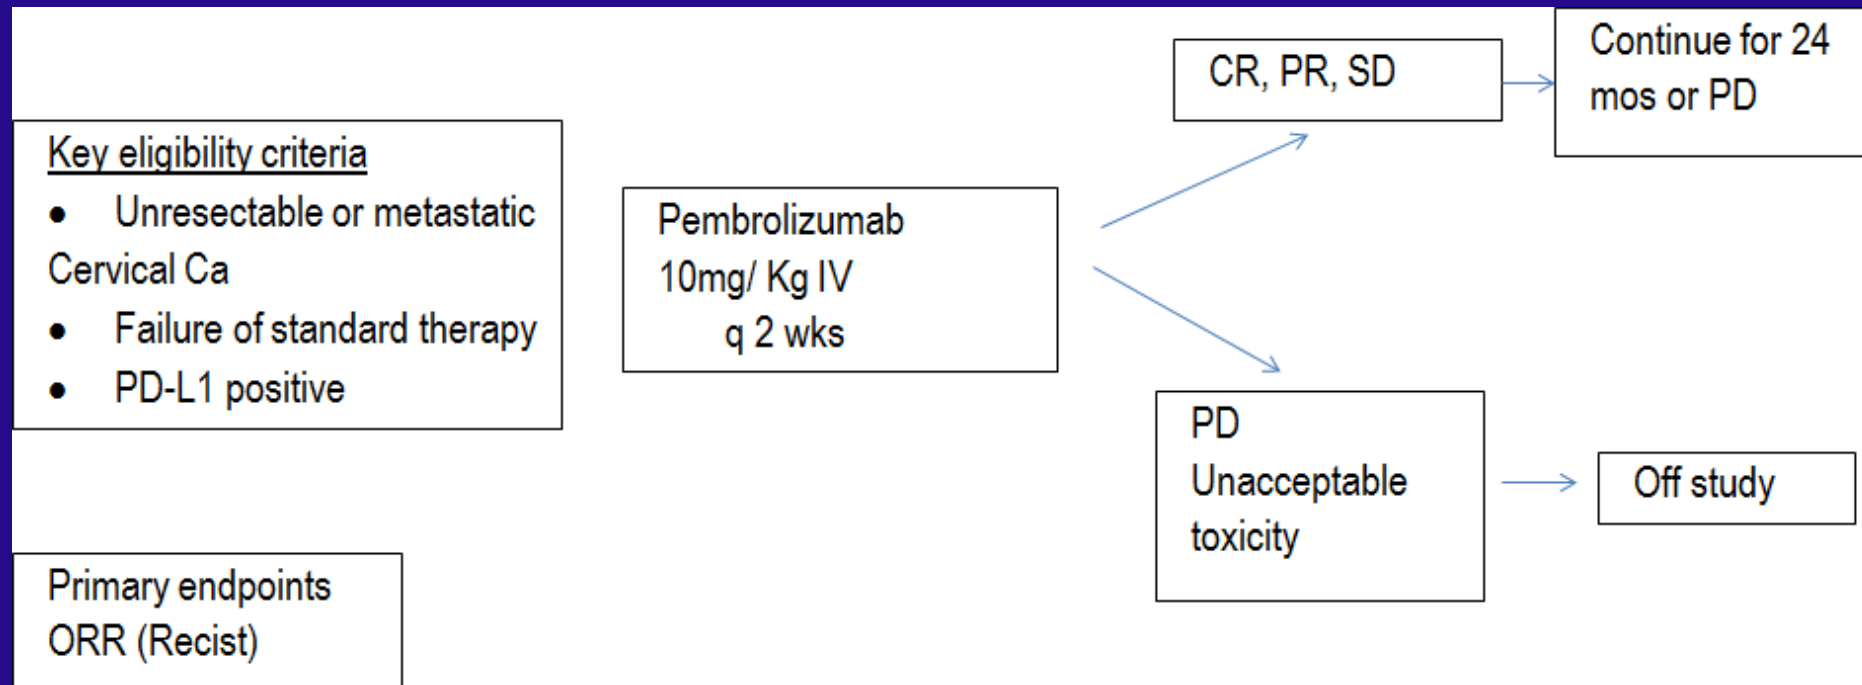 Key eligibility criteria
• Unresectable or metastatic
Cervical Ca
• Failure of standard therapy
• PD-L1 positive
Primary endpoints
ORR (Recist)
Pembrolizumab
10mg/ Kg IV
q 2 wks
CR, PR, SD
Continue for 24
mos or PD
PD
Unacceptable
toxicity
Off study